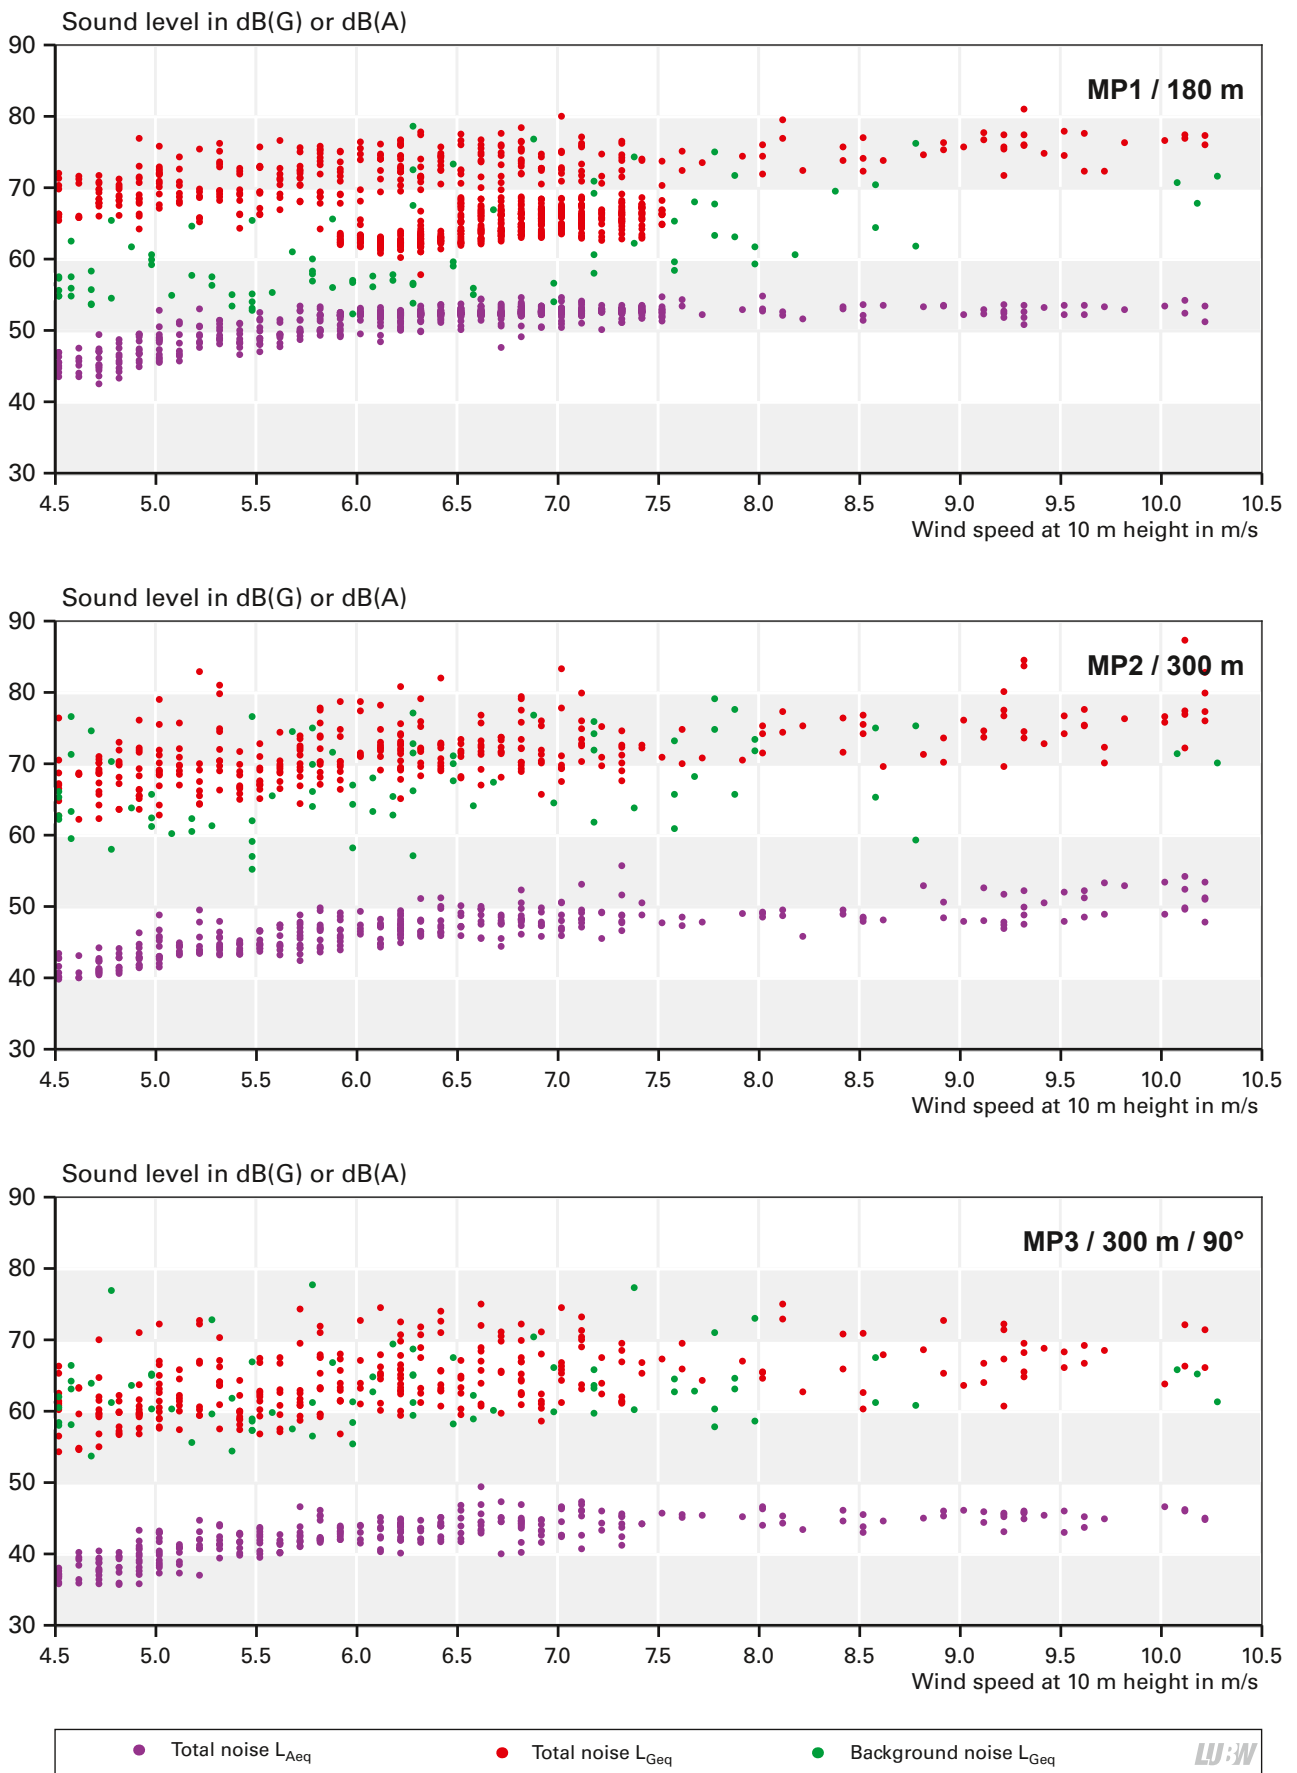 Sound level in dB(G) or dB(A)
90
MP1 / 180 m
80
70
60
50
40
30
4.5 5.0 5.5 6.0 6.5 7.0 7.5 8.0 8.5 9.0 9.5 10.0 10.5
Wind speed at 10 m height in m/s
Sound level in dB(G) or dB(A)
90
MP2 / 300 m
80
70
60
50
40
30
4.5 5.0 5.5 6.0 6.5 7.0 7.5 8.0 8.5 9.0 9.5 10.0 10.5
Wind speed at 10 m height in m/s
Sound level in dB(G) or dB(A)
90
MP3 / 300 m / 90°
80
70
60
50
40
30
4.5 5.0 5.5 6.0 6.5 7.0 7.5 8.0 8.5 9.0 9.5 10.0 10.5
Wind speed at 10 m height in m/s
Total noise LAeq Total noise LGeq Background noise LGeq LUBW